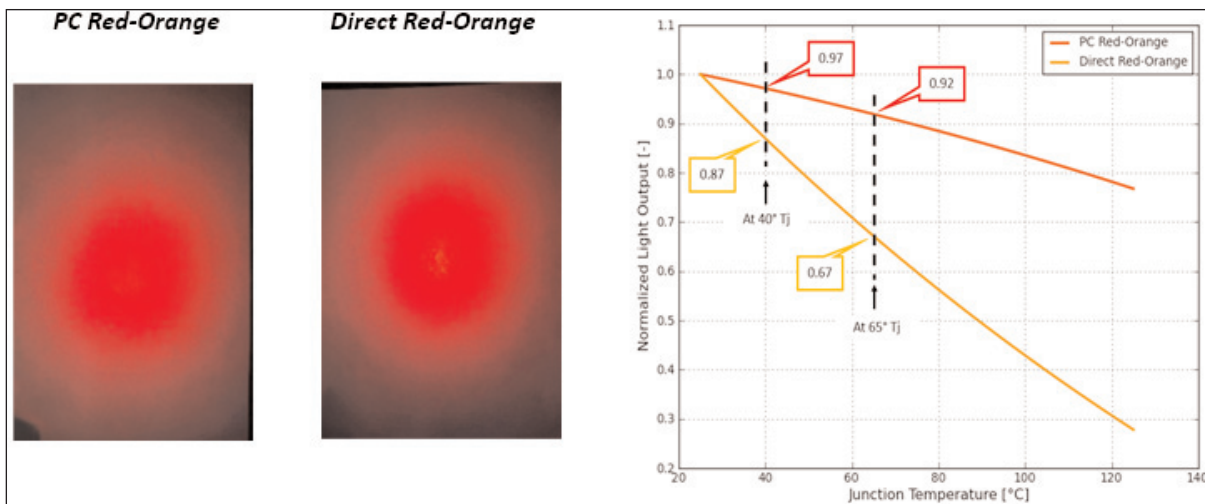 PC Red-Orange
Direct Red-Orange
1.1
1.0
0.9
0.8
0.7
0.6
0.5
0.4
0.3
0.2
Normalized Light Output [-]
20
40
60
80
100
120
140
Junction Temperature [°C]
PC Red-Orange
Direct Red-Orange
0.97
0.92
0.87
At 40° Tj
0.67
At 65° Tj